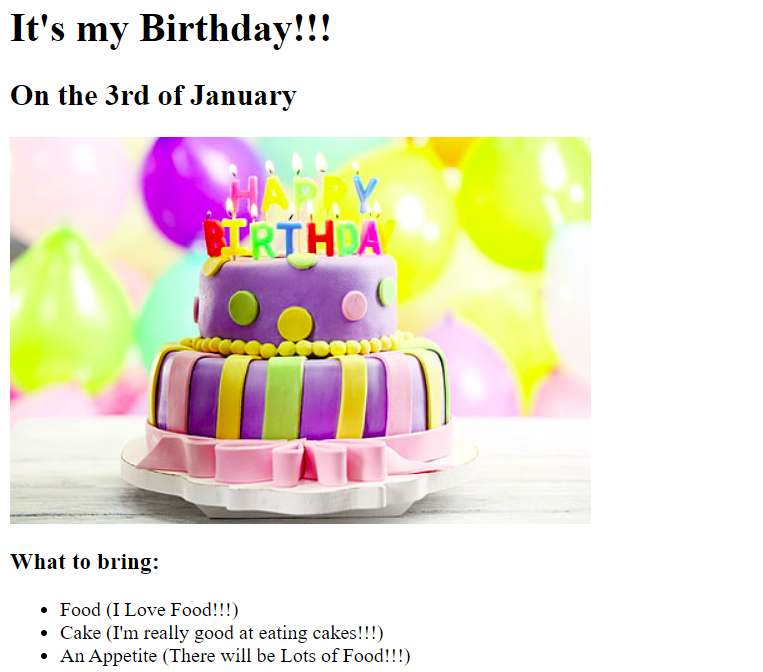 It's my Birthday!!!
On the 3rd of January
HAPPY
BIRTHDAY
What to bring:
Food (I Love Food!!!)
Cake (I'm really good at eating cakes!!!)
An Appetite (There will be Lots of Food!!!)